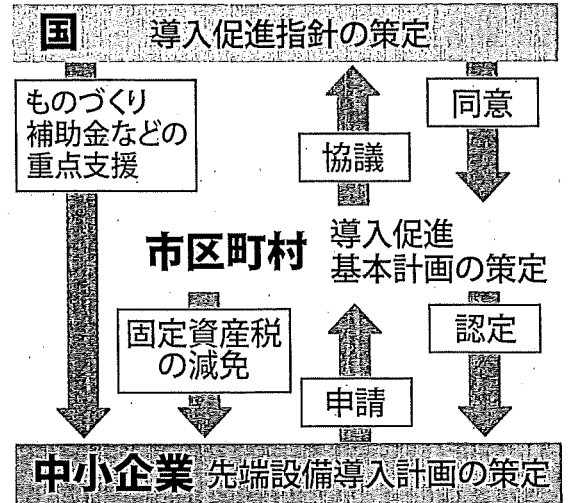 国 導入促進指針の策定
ものづくり
補助金などの
重点支援
協議
同意
市区町村
導入促進
基本計画の策定
固定資産税
の減免
申請
認定
中小企業 先端設備導入計画の策定